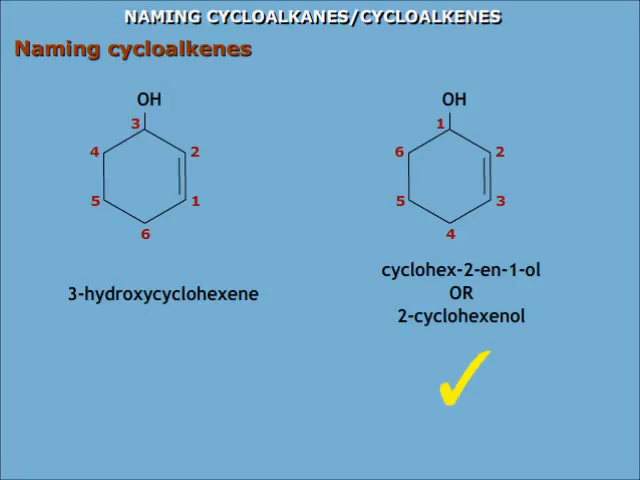 NAMING CYCLOALKANES/CYCLOALKENES
Naming cycloalkenes
OH
3
4
2
5
1
6
3-hydroxycyclohexene
OH
1
6
2
5
3
4
cyclohex-2-en-1-ol
OR
2-cyclohexenol